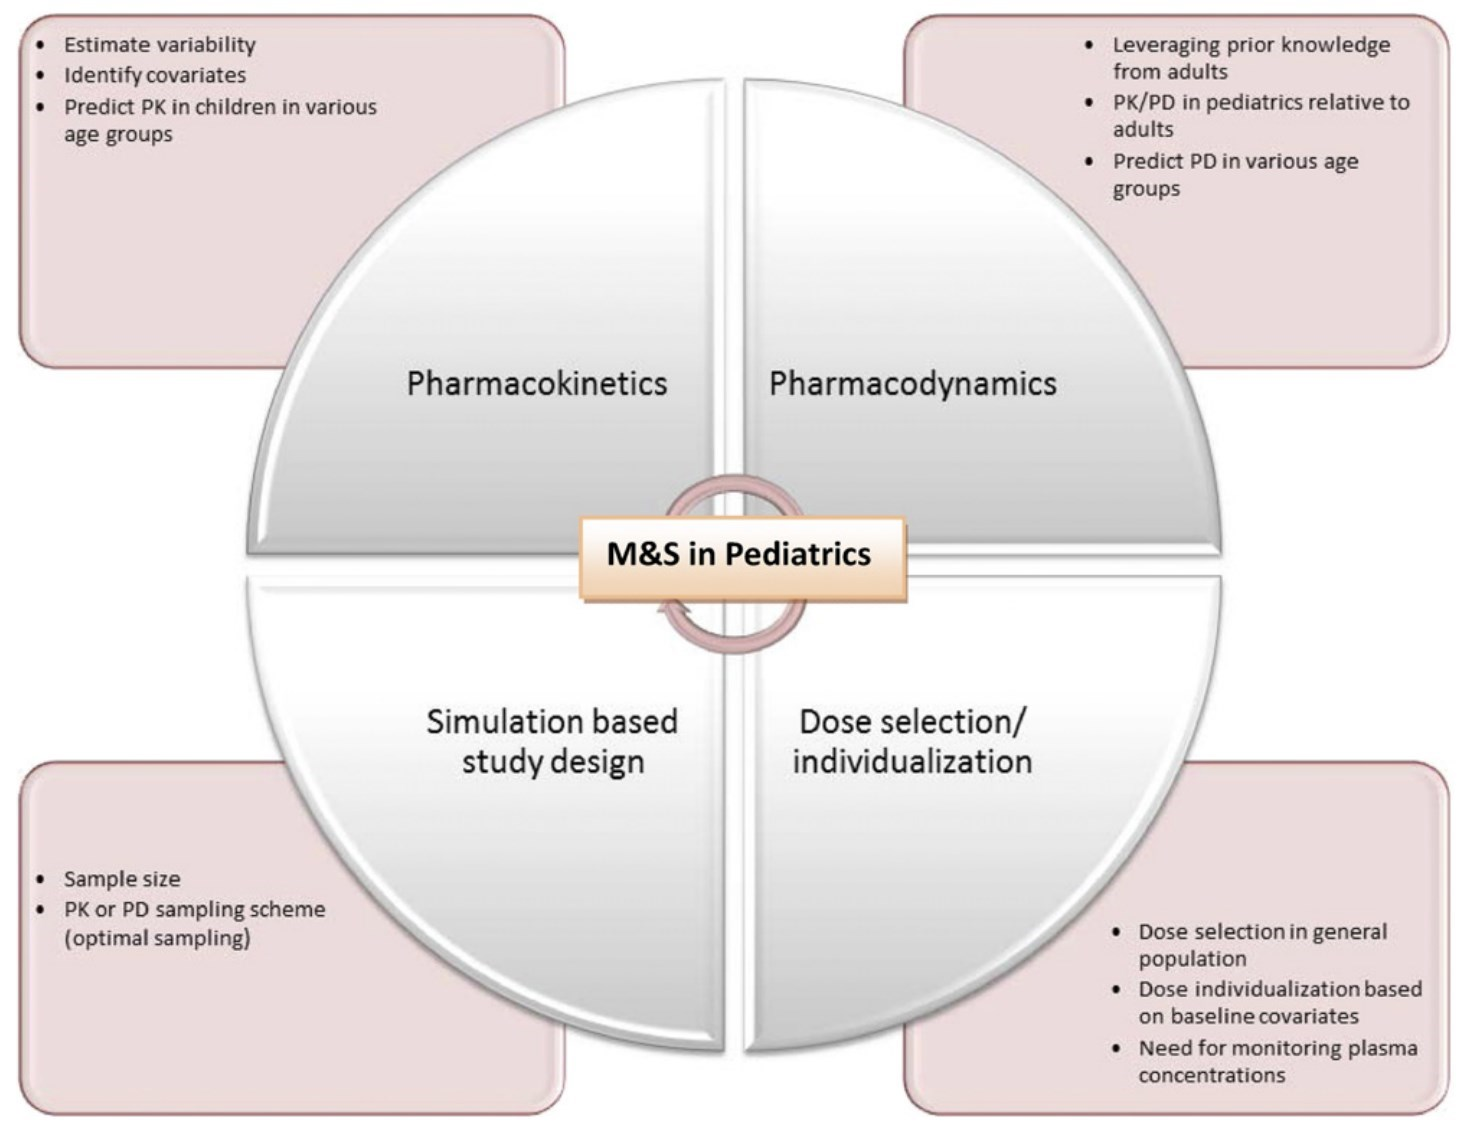 • Estimate variability
• Identify covariates
• Predict PK in children in various
age groups
• Leveraging prior knowledge
from adults
• PK/PD in pediatrics relative to
adults
• Predict PD in various age
groups
Pharmacokinetics
Pharmacodynamics
M&S in Pediatrics
Simulation based
study design
Dose selection/
individualization
• Sample size
• PK or PD sampling scheme
(optimal sampling)
• Dose selection in general
population
• Dose individualization based
on baseline covariates
• Need for monitoring plasma
concentrations